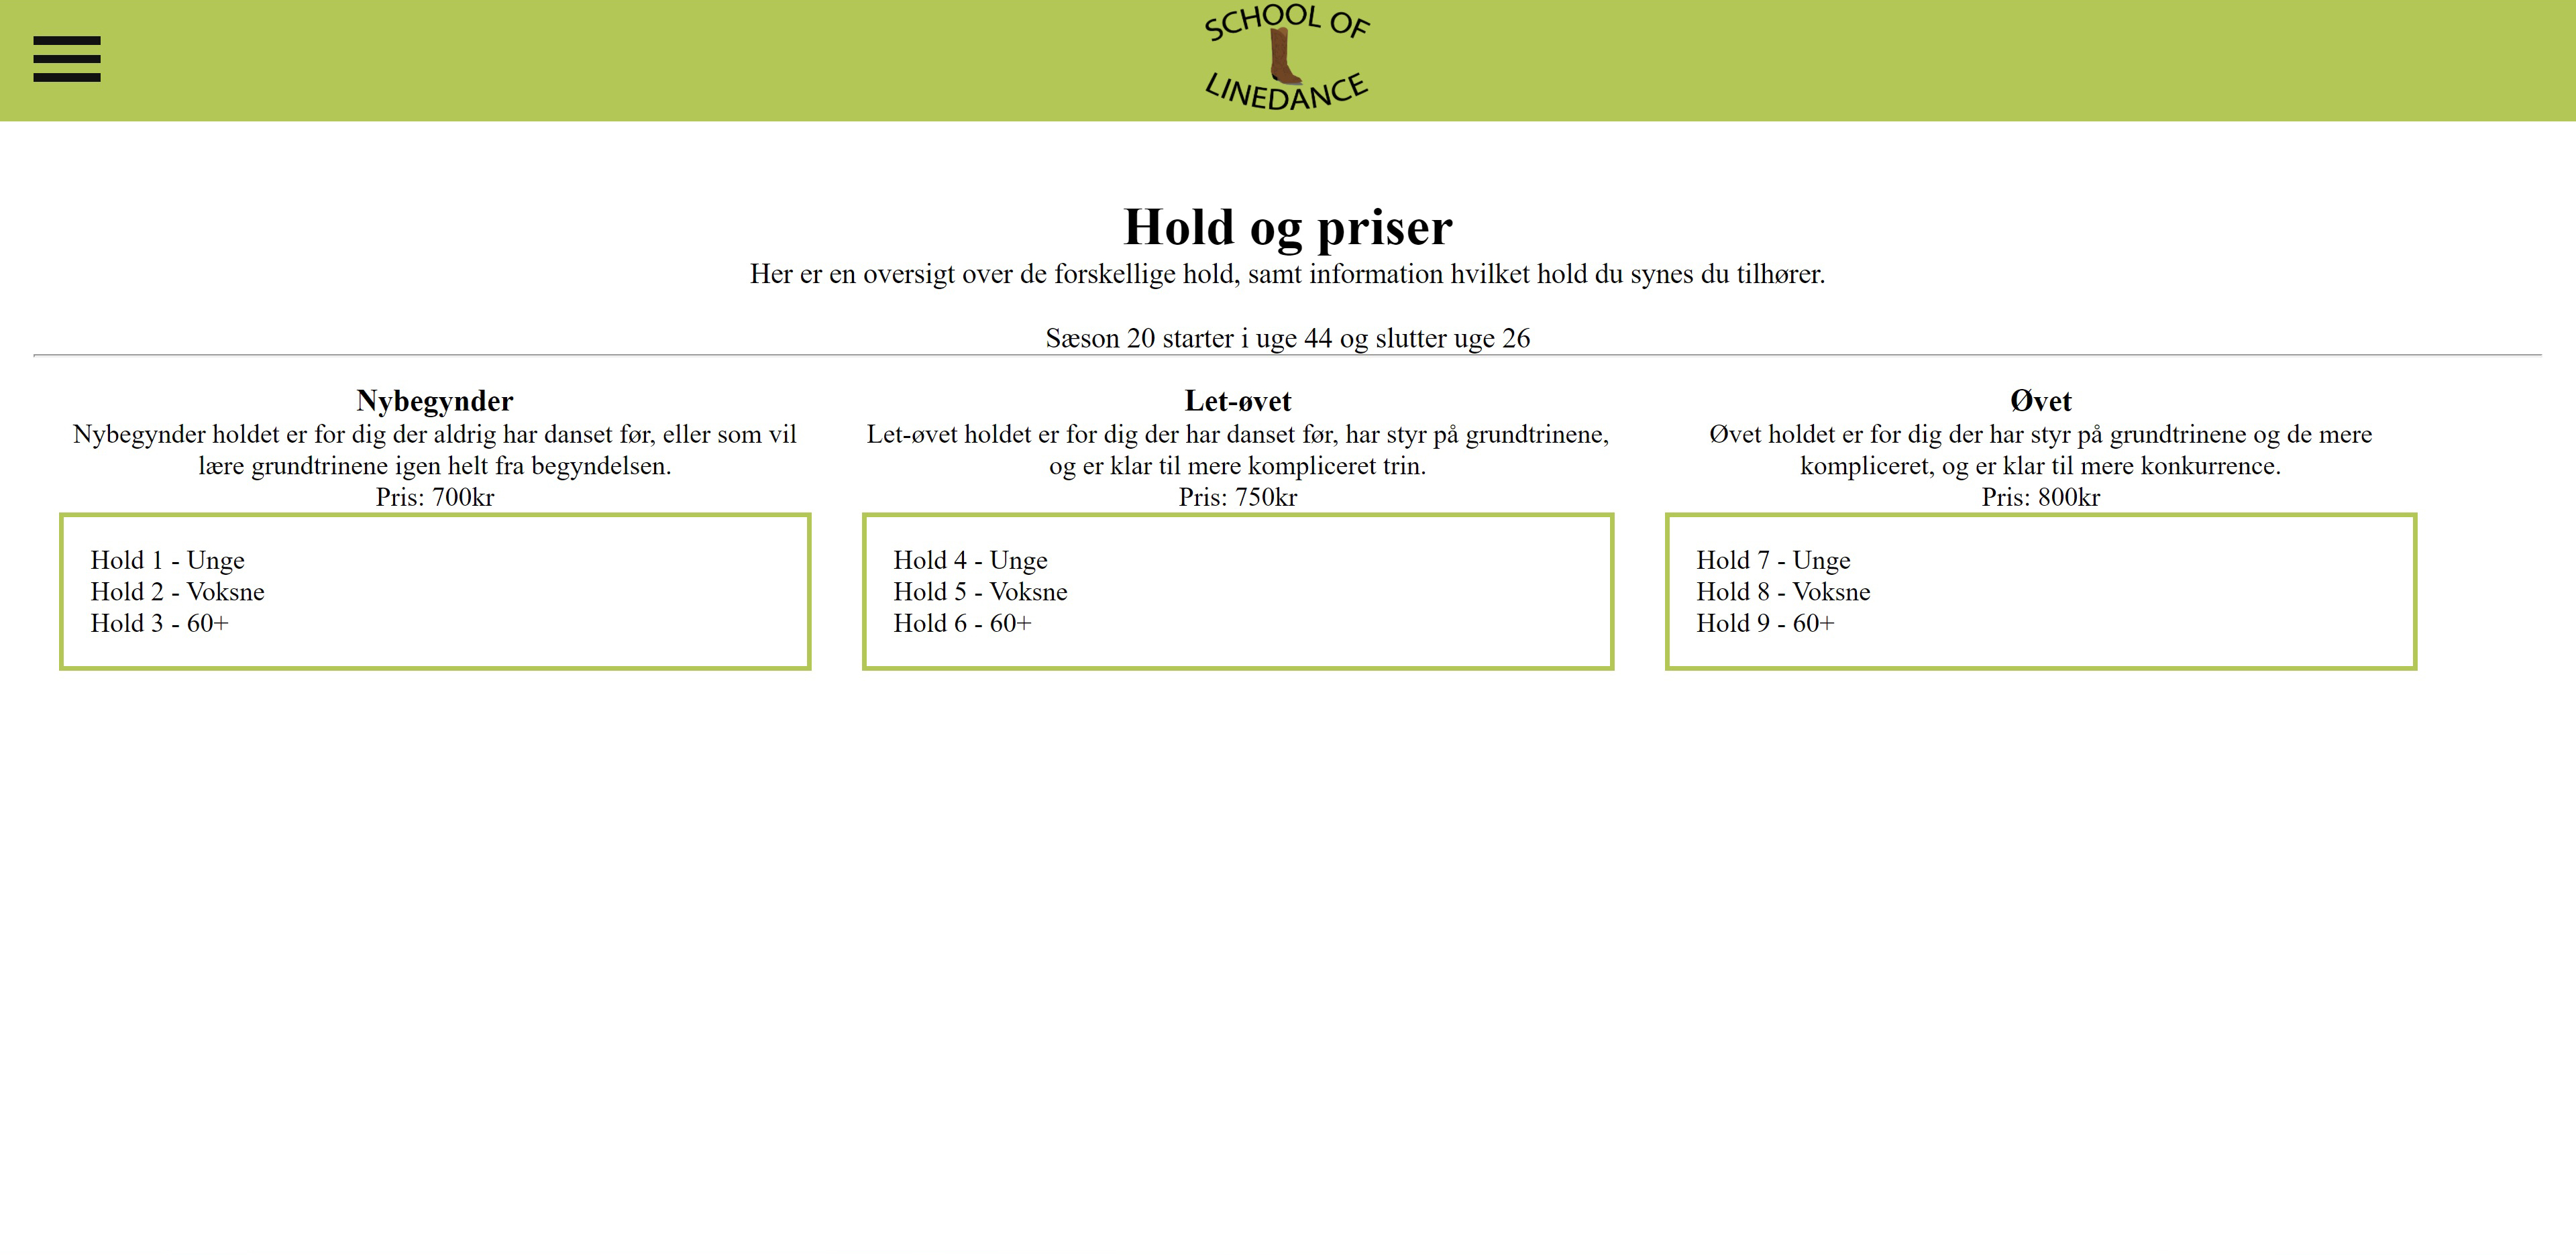 SCHOOL OF
LINEDANCE
Hold og priser
Her er en oversigt over de forskellige hold, samt information hvilket hold du synes du tilhører.
Sæson 20 starter i uge 44 og slutter uge 26
Nybegynder
Nybegynder holdet er for dig der aldrig har danset før, eller som vil
lære grundtrinene igen helt fra begyndelsen.
Pris: 700kr
Hold 1 - Unge
Hold 2 - Voksne
Hold 3 - 60+
Let-øvet
Let-øvet holdet er for dig der har danset før, har styr på grundtrinene,
og er klar til mere kompliceret trin.
Pris: 750kr
Hold 4 - Unge
Hold 5 - Voksne
Hold 6 - 60+
Øvet
Øvet holdet er for dig der har styr på grundtrinene og de mere
kompliceret, og er klar til mere konkurrence.
Pris: 800kr
Hold 7 - Unge
Hold 8 - Voksne
Hold 9 - 60+